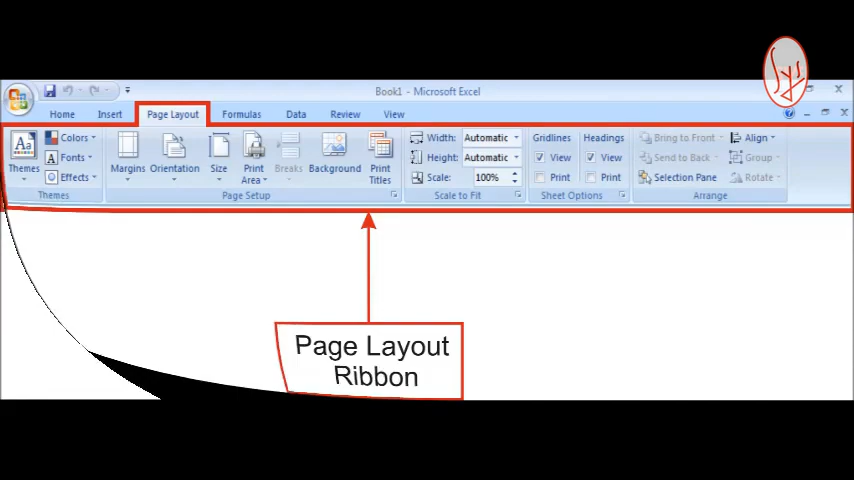 Book1 - Microsoft Excel
Home Insert Page Layout Formulas Data Review View
Themes
Colors
Fonts
Effects
Themes
Margins
Orientation
Size
Print
Area
Breaks
Background
Print
Titles
Page Setup
Width: Automatic
Height: Automatic
Scale: 100%
Scale to Fit
Gridlines
View
Print
Headings
View
Print
Sheet Options
Bring to Front
Send to Back
Selection Pane
Align
Group
Rotate
Arrange
Page Layout
Ribbon